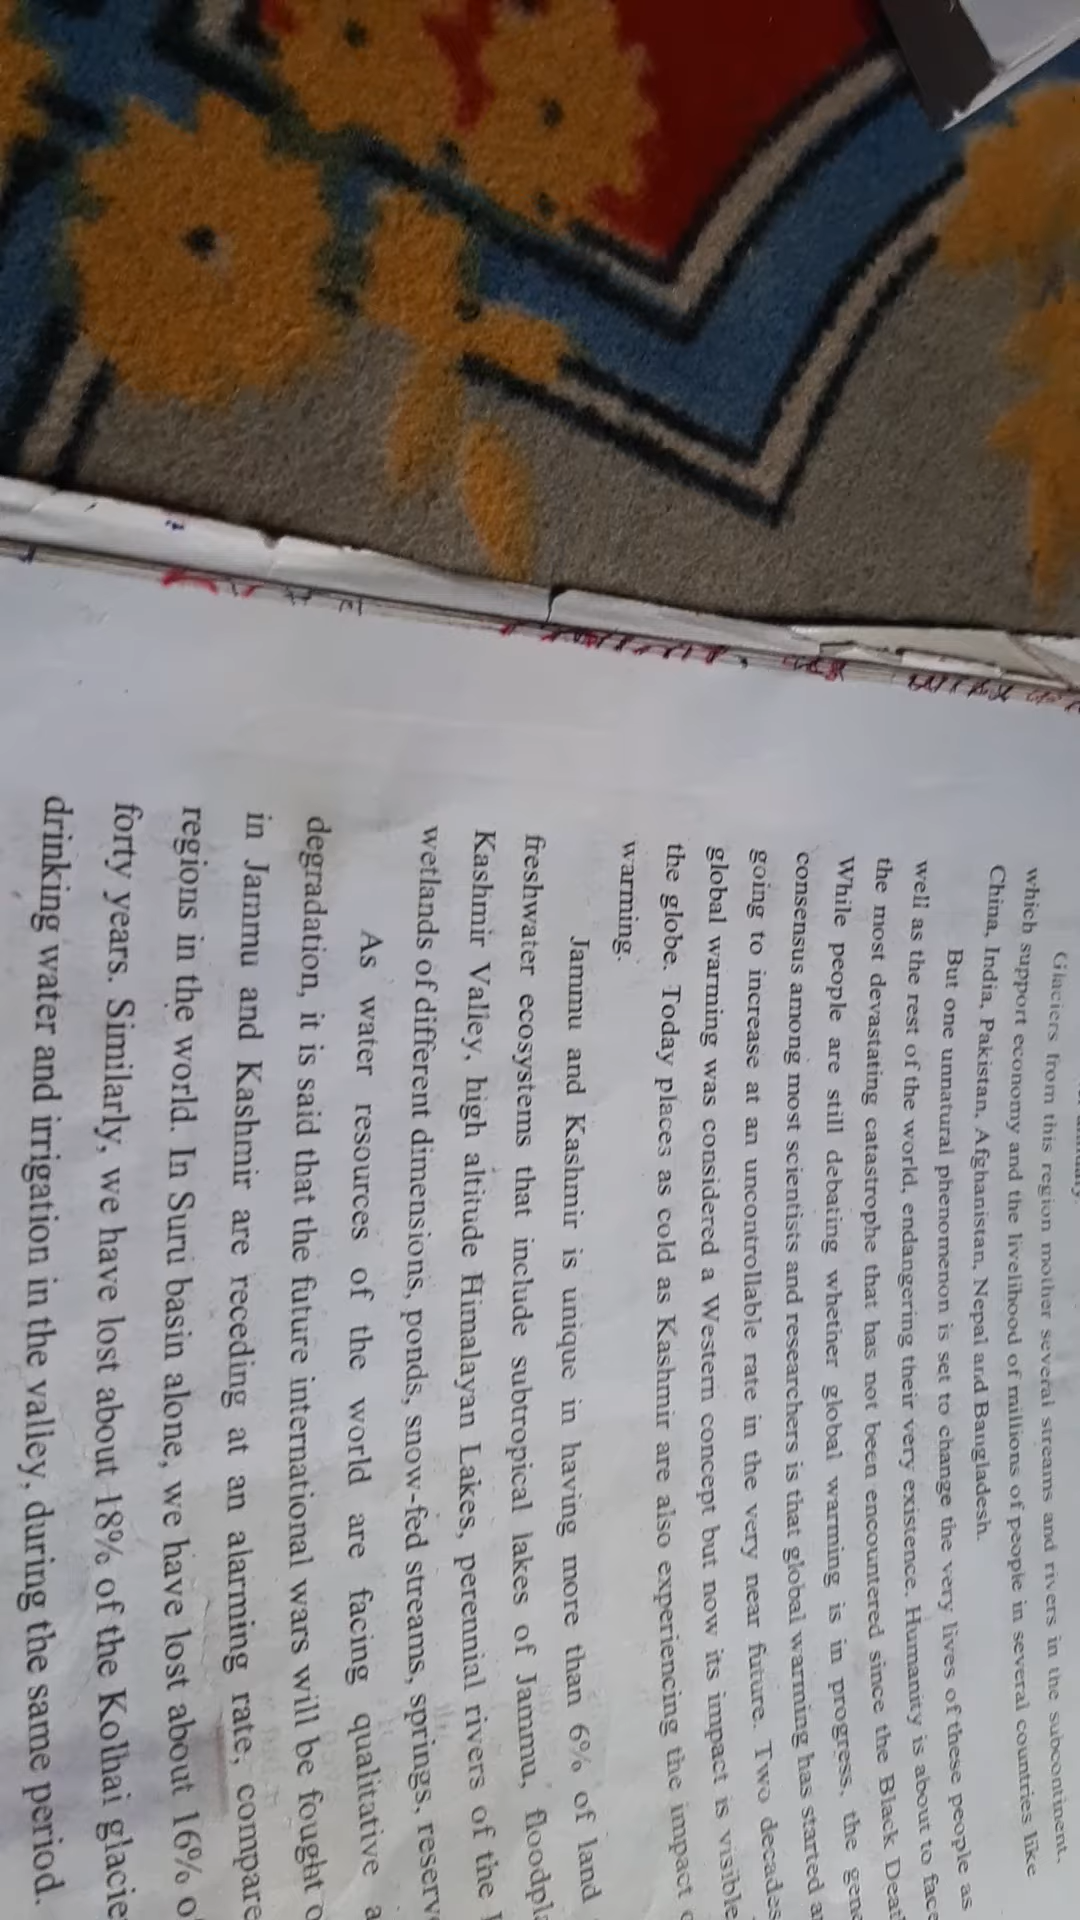 Glaciers from this region mother several streams and rivers in the subcontinent,
which support economy and the livelihood of millions of people in several countries like
China, India, Pakistan, Afghanistan, Nepal and Bangladesh.
But one unnatural phenomenon is set to change the very lives of these people as
well as the rest of the world, endangering their very existence. Humanity is about to face
the most devastating catastrophe that has not been encountered since the Black Deat
While people are still debating whether global warming is in progress, the gene
consensus among most scientists and researchers is that global warming has started a
going to increase at an uncontrollable rate in the very near future. Two decades
global warming was considered a Western concept but now its impact is visible
the globe. Today places as cold as Kashmir are also experiencing the impact
warming.
Jammu and Kashmir is unique in having more than 6% of land
freshwater ecosystems that include subtropical lakes of Jammu, floodpl
Kashmir Valley, high altitude Himalayan Lakes, perennial rivers of the
wetlands of different dimensions, ponds, snow-fed streams, springs, reserv
As water resources of the world are facing qualitative a
degradation, it is said that the future international wars will be fought o
in Jammu and Kashmir are receding at an alarming rate, compare
regions in the world. In Suru basin alone, we have lost about 16% o
forty years. Similarly, we have lost about 18% of the Kolhai glacie
drinking water and irrigation in the valley, during the same period.